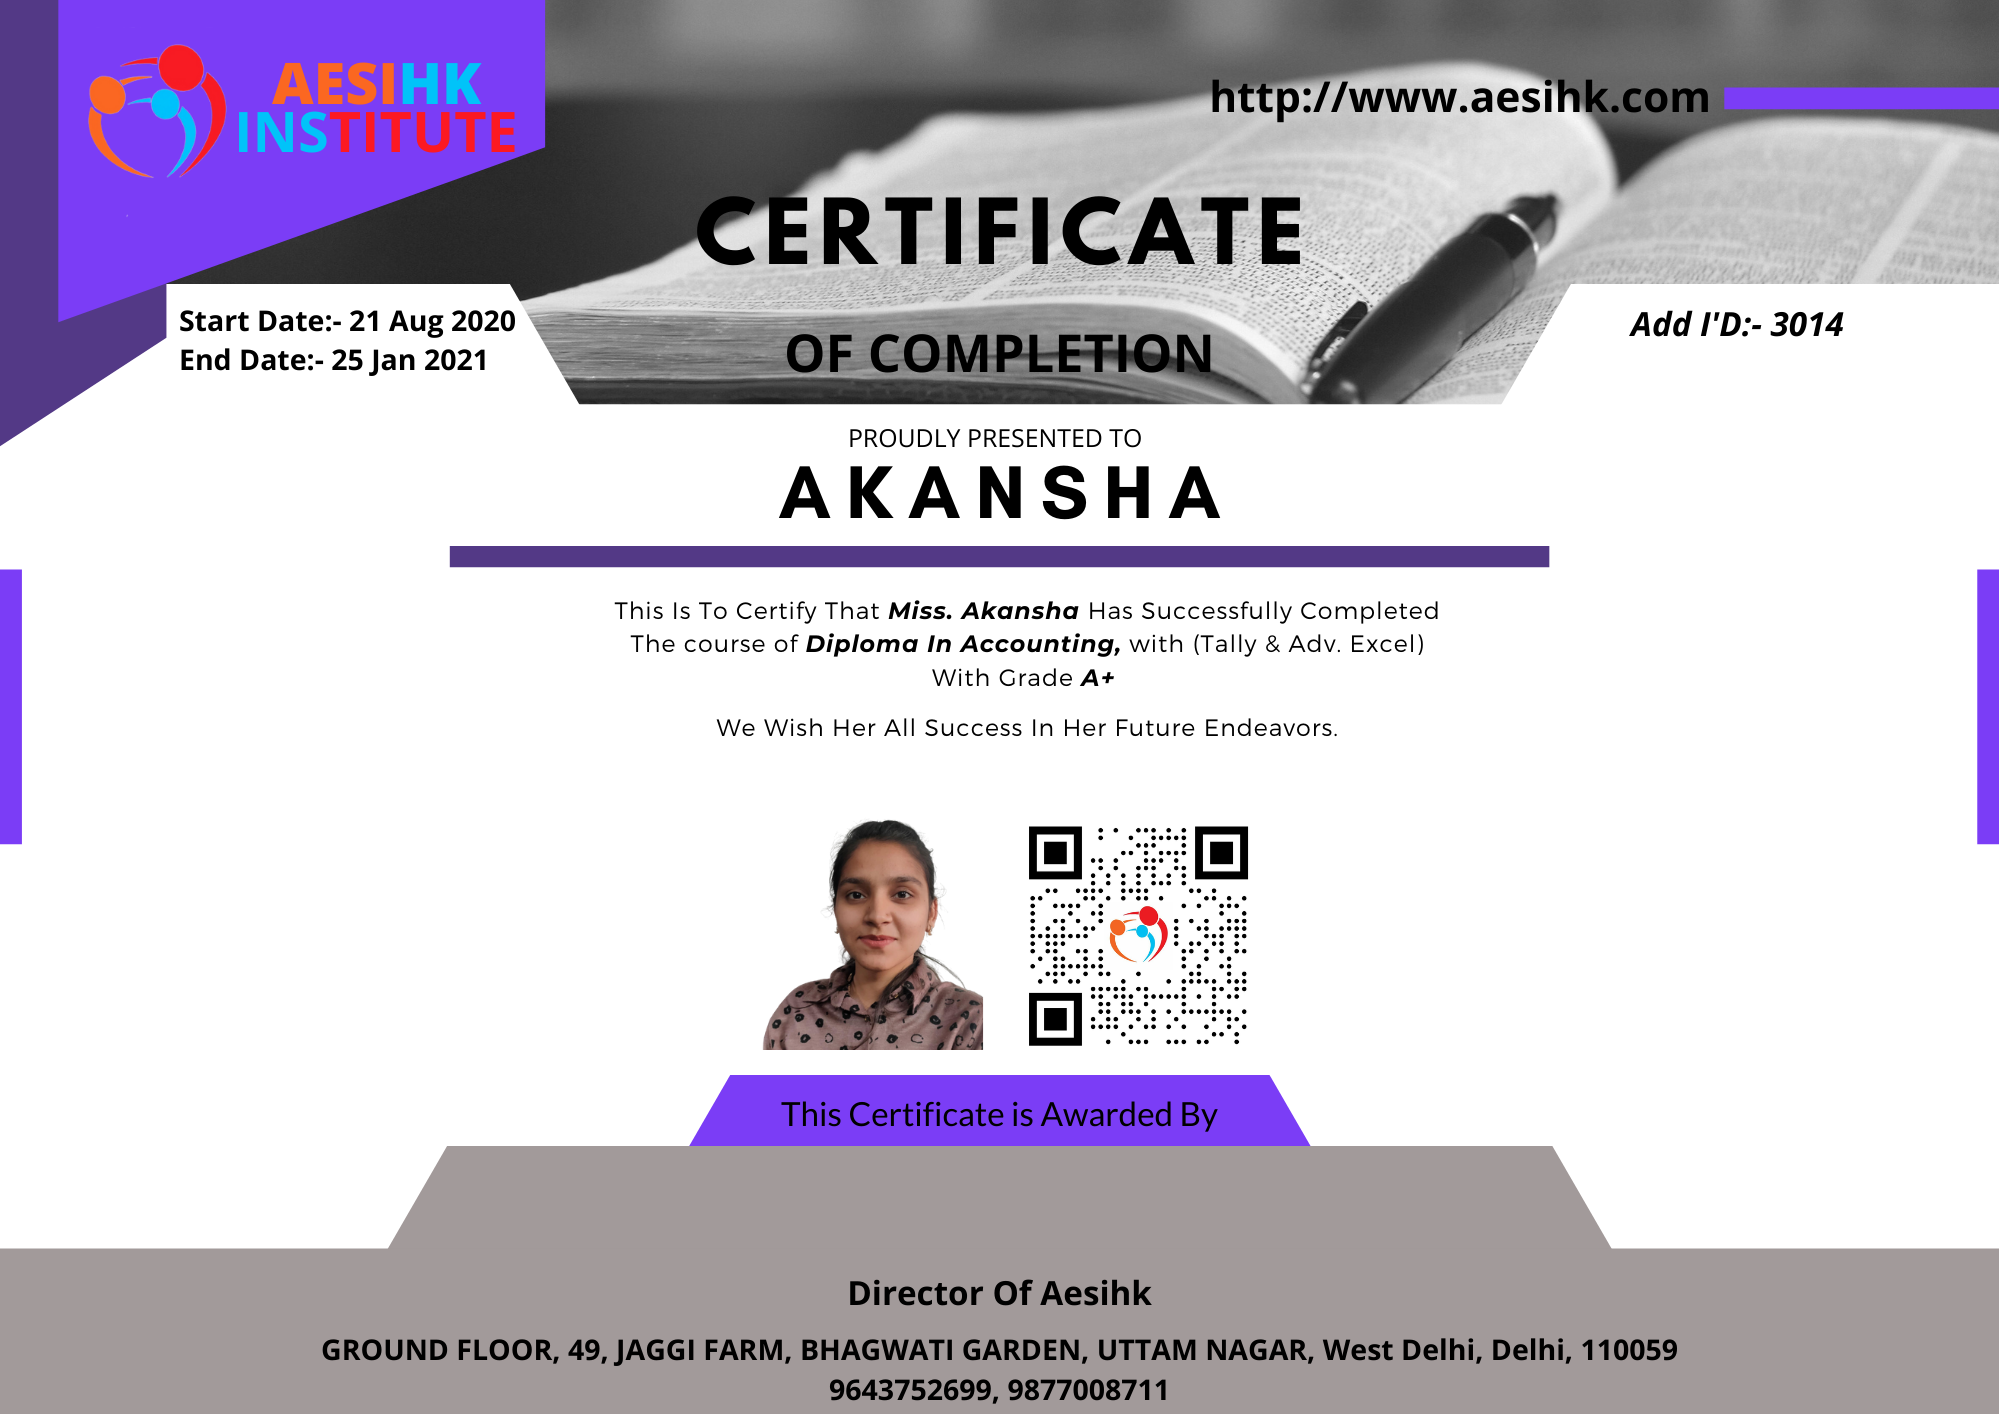 AESIHK
INSTITUTE
http://www.aesihk.com
CERTIFICATE
OF COMPLETION
Start Date:- 21 Aug 2020
End Date:- 25 Jan 2021
Add I'D:- 3014
PROUDLY PRESENTED TO
AKANSHA
This Is To Certify That Miss. Akansha Has Successfully Completed
The course of Diploma In Accounting, with (Tally & Adv. Excel)
With Grade A+
We Wish Her All Success In Her Future Endeavors.
This Certificate is Awarded By
Director Of Aesihk
GROUND FLOOR, 49, JAGGI FARM, BHAGWATI GARDEN, UTTAM NAGAR, West Delhi, Delhi, 110059
9643752699, 9877008711